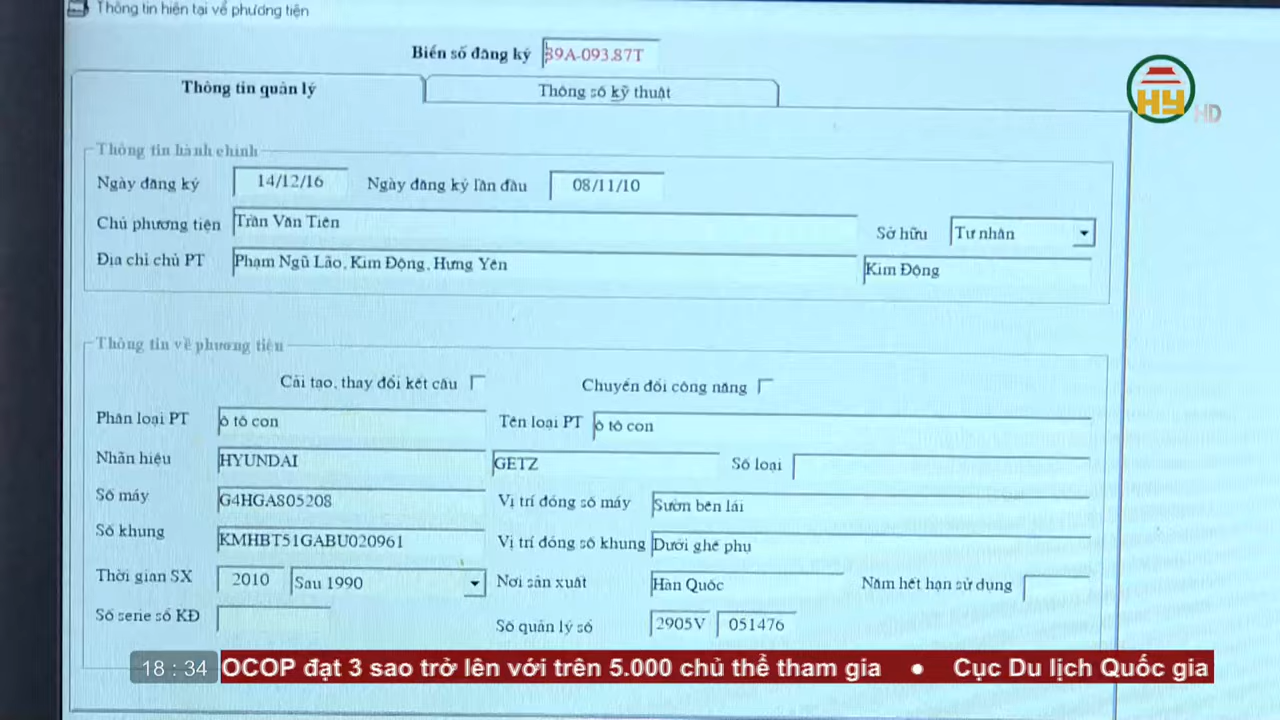 Thông tin hiện tại về phương tiện
Biển số đăng ký 89A-093.87T
Thông tin quản lý Thông số kỹ thuật
HY HD
Thông tin hành chính
Ngày đăng ký 14/12/16 Ngày đăng ký lần đầu 08/11/10
Chủ phương tiện Trần Văn Tiên Sở hữu Tư nhân
Địa chỉ chủ PT Phạm Ngũ Lão, Kim Động, Hưng Yên Kim Động
Thông tin về phương tiện
Cải tạo, thay đổi kết cấu Chuyển đổi công năng
Phân loại PT ô tô con Tên loại PT ô tô con
Nhãn hiệu HYUNDAI GETZ Số loại
Số máy G4HGA805208 Vị trí đóng số máy Sườn bên lái
Số khung KMHBT51GABU020961 Vị trí đóng số khung Dưới ghế phụ
Thời gian SX 2010 Sau 1990 Nơi sản xuất Hàn Quốc Năm hết hạn sử dụng
Số serie số KĐ Số quản lý số 2905V 051476
18 : 34 OCOP đạt 3 sao trở lên với trên 5.000 chủ thể tham gia • Cục Du lịch Quốc gia